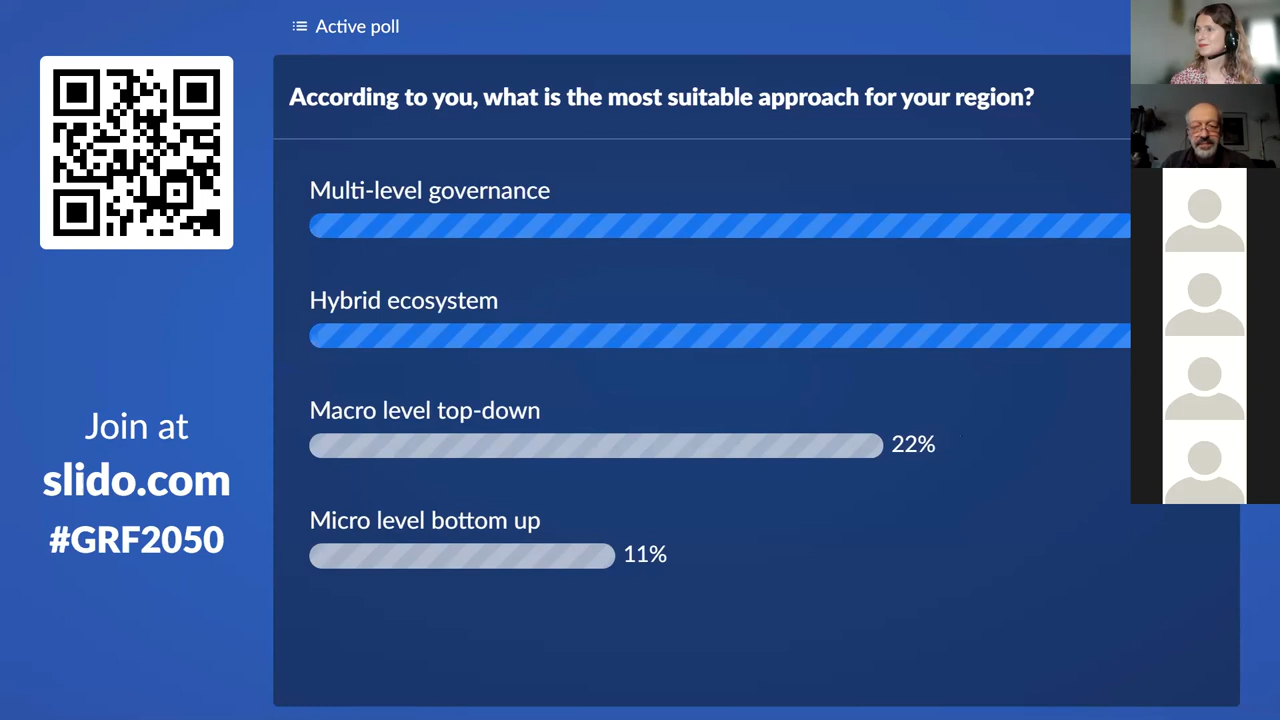 Active poll
According to you, what is the most suitable approach for your region?
Multi-level governance
Hybrid ecosystem
Macro level top-down
22%
Micro level bottom up
11%
Join at
slido.com
#GRF2050